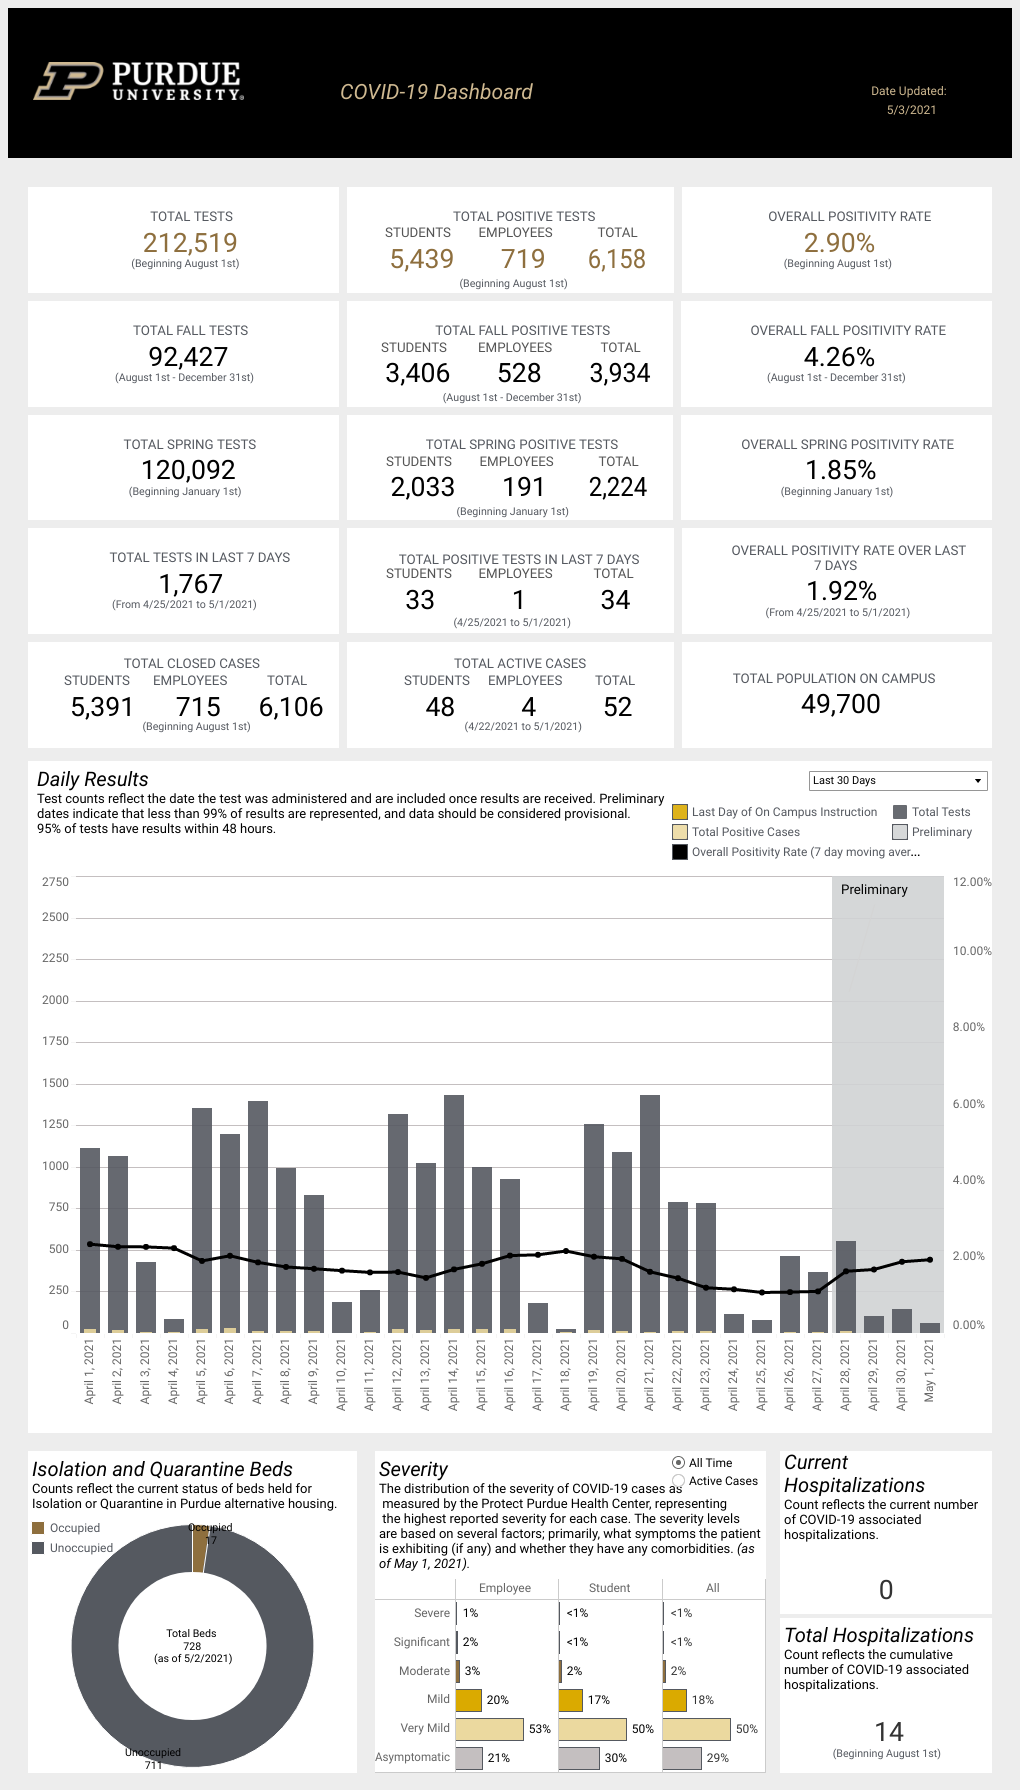 PURDUE
UNIVERSITY®
COVID-19 Dashboard
Date Updated:
5/3/2021
TOTAL TESTS
212,519
(Beginning August 1st)
TOTAL POSITIVE TESTS
STUDENTS EMPLOYEES TOTAL
5,439 719 6,158
(Beginning August 1st)
OVERALL POSITIVITY RATE
2.90%
(Beginning August 1st)
TOTAL FALL TESTS
92,427
(August 1st - December 31st)
TOTAL FALL POSITIVE TESTS
STUDENTS EMPLOYEES TOTAL
3,406 528 3,934
(August 1st - December 31st)
OVERALL FALL POSITIVITY RATE
4.26%
(August 1st - December 31st)
TOTAL SPRING TESTS
120,092
(Beginning January 1st)
TOTAL SPRING POSITIVE TESTS
STUDENTS EMPLOYEES TOTAL
2,033 191 2,224
(Beginning January 1st)
OVERALL SPRING POSITIVITY RATE
1.85%
(Beginning January 1st)
TOTAL TESTS IN LAST 7 DAYS
1,767
(From 4/25/2021 to 5/1/2021)
TOTAL POSITIVE TESTS IN LAST 7 DAYS
STUDENTS EMPLOYEES TOTAL
33 1 34
(4/25/2021 to 5/1/2021)
OVERALL POSITIVITY RATE OVER LAST
7 DAYS
1.92%
(From 4/25/2021 to 5/1/2021)
TOTAL CLOSED CASES
STUDENTS EMPLOYEES TOTAL
5,391 715 6,106
(Beginning August 1st)
TOTAL ACTIVE CASES
STUDENTS EMPLOYEES TOTAL
48 4 52
(4/22/2021 to 5/1/2021)
TOTAL POPULATION ON CAMPUS
49,700
Daily Results
Test counts reflect the date the test was administered and are included once results are received. Preliminary
dates indicate that less than 99% of results are represented, and data should be considered provisional.
95% of tests have results within 48 hours.
Last 30 Days
Last Day of On Campus Instruction Total Tests
Total Positive Cases Preliminary
Overall Positivity Rate (7 day moving aver...
Preliminary
2750
2500
2250
2000
1750
1500
1250
1000
750
500
250
0
12.00%
10.00%
8.00%
6.00%
4.00%
2.00%
0.00%
April 1, 2021
April 2, 2021
April 3, 2021
April 4, 2021
April 5, 2021
April 6, 2021
April 7, 2021
April 8, 2021
April 9, 2021
April 10, 2021
April 11, 2021
April 12, 2021
April 13, 2021
April 14, 2021
April 15, 2021
April 16, 2021
April 17, 2021
April 18, 2021
April 19, 2021
April 20, 2021
April 21, 2021
April 22, 2021
April 23, 2021
April 24, 2021
April 25, 2021
April 26, 2021
April 27, 2021
April 28, 2021
April 29, 2021
April 30, 2021
May 1, 2021
Isolation and Quarantine Beds
Counts reflect the current status of beds held for
Isolation or Quarantine in Purdue alternative housing.
Occupied
Unoccupied
Occupied
17
Total Beds
728
(as of 5/2/2021)
Unoccupied
711
Severity
All Time
Active Cases
The distribution of the severity of COVID-19 cases as
measured by the Protect Purdue Health Center, representing
the highest reported severity for each case. The severity levels
are based on several factors; primarily, what symptoms the patient
is exhibiting (if any) and whether they have any comorbidities. (as
of May 1, 2021).
Employee Student All
Severe 1% <1% <1%
Significant 2% <1% <1%
Moderate 3% 2% 2%
Mild 20% 17% 18%
Very Mild 53% 50% 50%
Asymptomatic 21% 30% 29%
Current
Hospitalizations
Count reflects the current number
of COVID-19 associated
hospitalizations.
0
Total Hospitalizations
Count reflects the cumulative
number of COVID-19 associated
hospitalizations.
14
(Beginning August 1st)